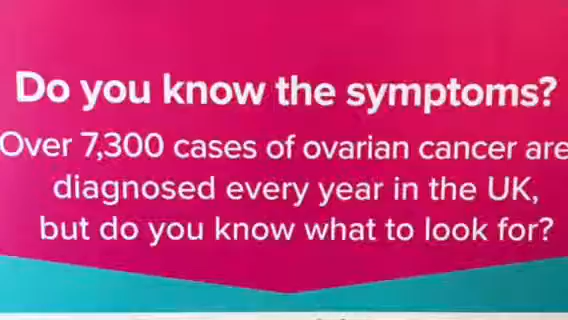 Do you know the symptoms?
Over 7,300 cases of ovarian cancer are
diagnosed every year in the UK,
but do you know what to look for?